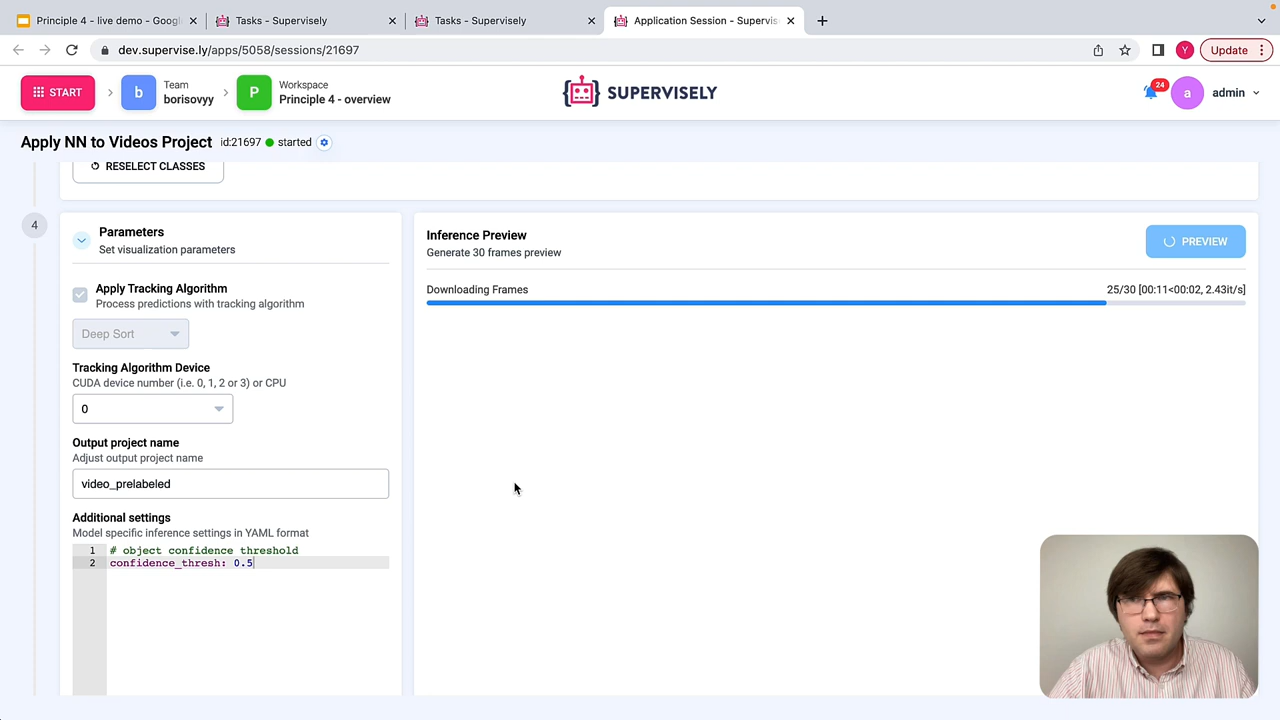 Principle 4 - live demo - Goog
Tasks - Supervisely
Tasks - Supervisely
Application Session - Supervis
dev.supervise.ly/apps/5058/sessions/21697
Y
Update
START
b
Team
borisovyy
P
Workspace
Principle 4 - overview
SUPERVISELY
24
a
admin
Apply NN to Videos Project
id:21697
started
RESELECT CLASSES
4
Parameters
Set visualization parameters
Apply Tracking Algorithm
Process predictions with tracking algorithm
Deep Sort
Tracking Algorithm Device
CUDA device number (i.e. 0, 1, 2 or 3) or CPU
0
Output project name
Adjust output project name
video_prelabeled
Additional settings
Model specific inference settings in YAML format
1 # object confidence threshold
2 confidence_thresh: 0.5
Inference Preview
Generate 30 frames preview
PREVIEW
Downloading Frames
25/30 [00:11<00:02, 2.43it/s]